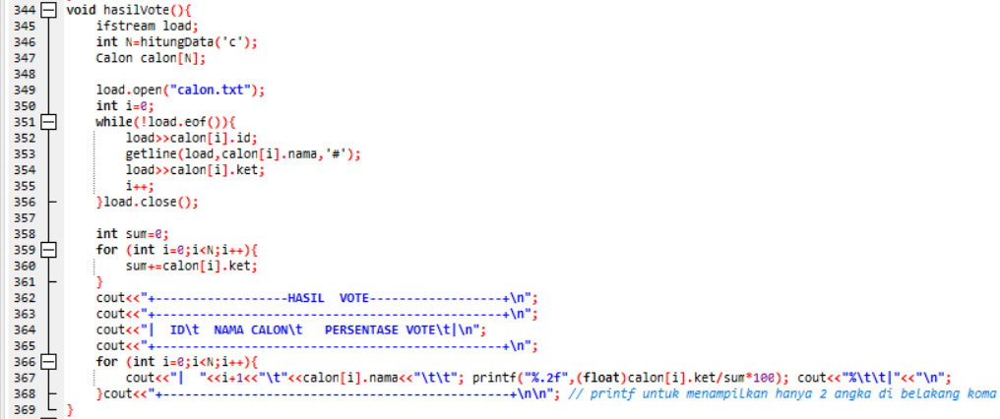 344 void hasilVote(){
345 ifstream load;
346 int N=hitungData('c');
347 Calon calon[N];
348
349 load.open("calon.txt");
350 int i=0;
351 while(!load.eof()){
352 load>>calon[i].id;
353 getline(load,calon[i].nama,'#');
354 load>>calon[i].ket;
355 i++;
356 }load.close();
357
358 int sum=0;
359 for (int i=0;i<N;i++){
360 sum+=calon[i].ket;
361 }
362 cout<<"+------------------HASIL  VOTE------------------+\n";
363 cout<<"+-----------------------------------------------+\n";
364 cout<<"|  ID\t  NAMA CALON\t   PERSENTASE VOTE\t|\n";
365 cout<<"+-----------------------------------------------+\n";
366 for (int i=0;i<N;i++){
367 cout<<"|  "<<i+1<<"\t"<<calon[i].nama<<"\t\t"; printf("%.2f",(float)calon[i].ket/sum*100); cout<<"%\t\t|"<<"\n";
368 }cout<<"+-----------------------------------------------+\n\n"; // printf untuk menampilkan hanya 2 angka di belakang koma
369 }